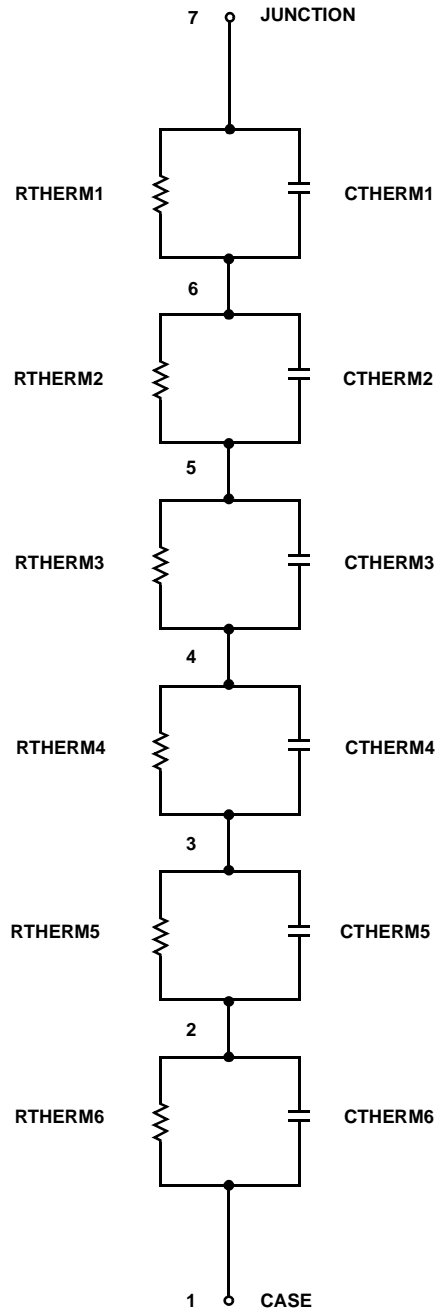 7 JUNCTION
RTHERM1 CTHERM1
6
RTHERM2 CTHERM2
5
RTHERM3 CTHERM3
4
RTHERM4 CTHERM4
3
RTHERM5 CTHERM5
2
RTHERM6 CTHERM6
1 CASE